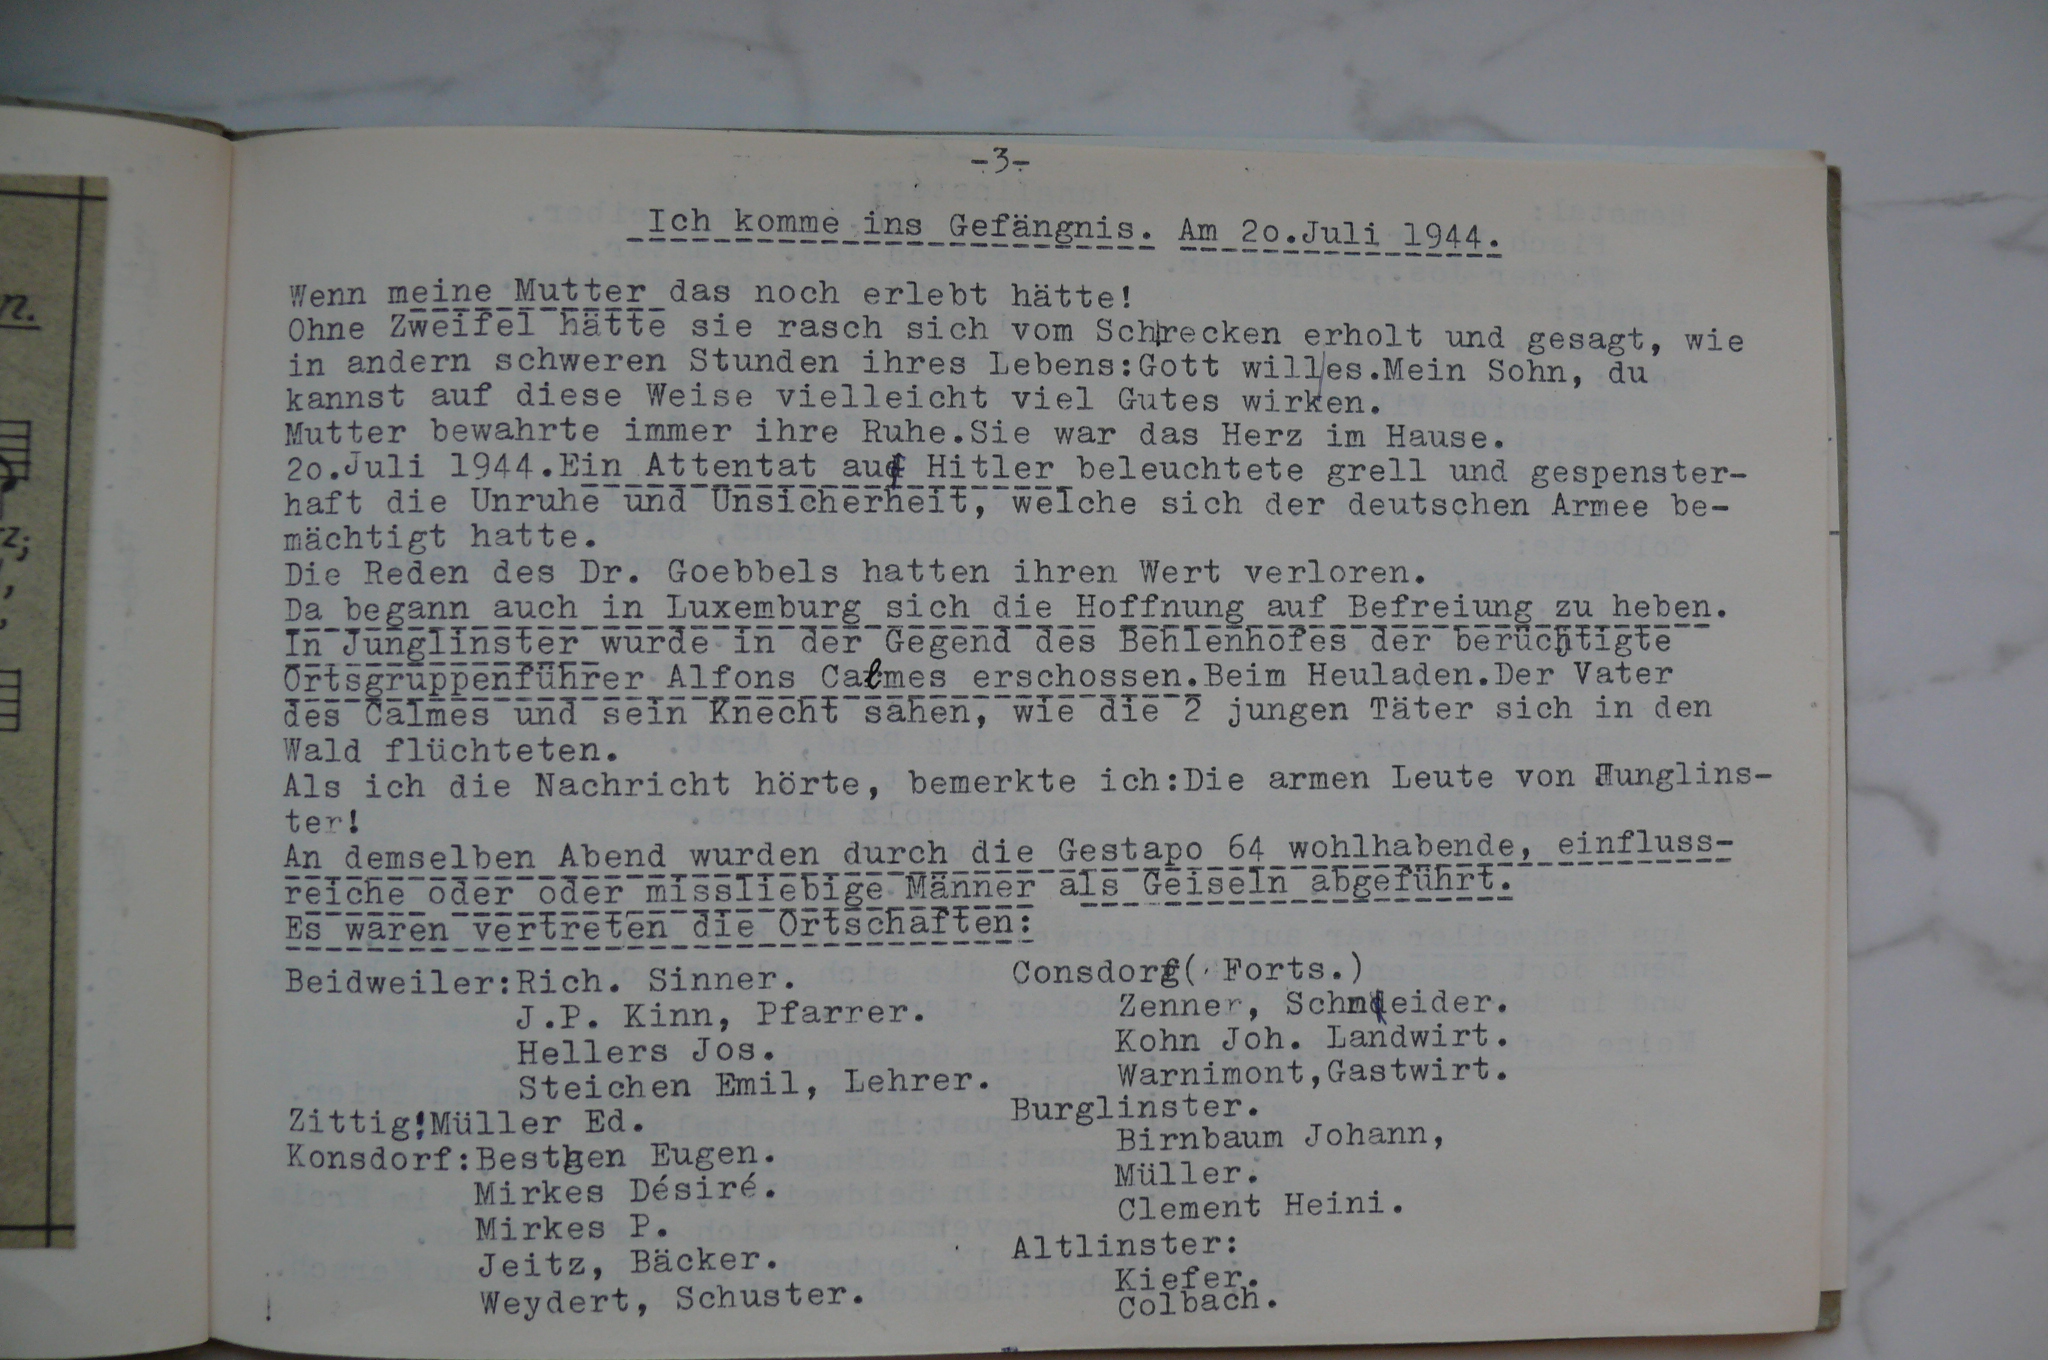 -3-
Ich komme ins Gefängnis. Am 20.Juli 1944.
Wenn meine Mutter das noch erlebt hätte!
Ohne Zweifel hätte sie rasch sich vom Schrecken erholt und gesagt, wie
in andern schweren Stunden ihres Lebens:Gott will/es.Mein Sohn, du
kannst auf diese Weise vielleicht viel Gutes wirken.
Mutter bewahrte immer ihre Ruhe.Sie war das Herz im Hause.
20.Juli 1944.Ein Attentat auf Hitler beleuchtete grell und gespenster-
haft die Unruhe und Unsicherheit, welche sich der deutschen Armee be-
mächtigt hatte.
Die Reden des Dr. Goebbels hatten ihren Wert verloren.
Da begann auch in Luxemburg sich die Hoffnung auf Befreiung zu heben.
In Junglinster wurde in der Gegend des Behlenhofes der berüchtigte
Ortsgruppenführer Alfons Calmes erschossen.Beim Heuladen.Der Vater
des Calmes und sein Knecht sahen, wie die 2 jungen Täter sich in den
Wald flüchteten.
Als ich die Nachricht hörte, bemerkte ich:Die armen Leute von Junglins-
ter!
An demselben Abend wurden durch die Gestapo 64 wohlhabende, einfluss-
reiche oder oder missliebige Männer als Geiseln abgeführt.
Es waren vertreten die Ortschaften:
Beidweiler:Rich. Sinner.
J.P. Kinn, Pfarrer.
Hellers Jos.
Steichen Emil, Lehrer.
Zittig:Müller Ed.
Konsdorf:Besthen Eugen.
Mirkes Désiré.
Mirkes P.
Jeitz, Bäcker.
Weydert, Schuster.
Consdorf( Forts.)
Zenner, Schneider.
Kohn Joh. Landwirt.
Warnimont,Gastwirt.
Burglinster.
Birnbaum Johann,
Müller.
Clement Heini.
Altlinster:
Kiefer.
Colbach.